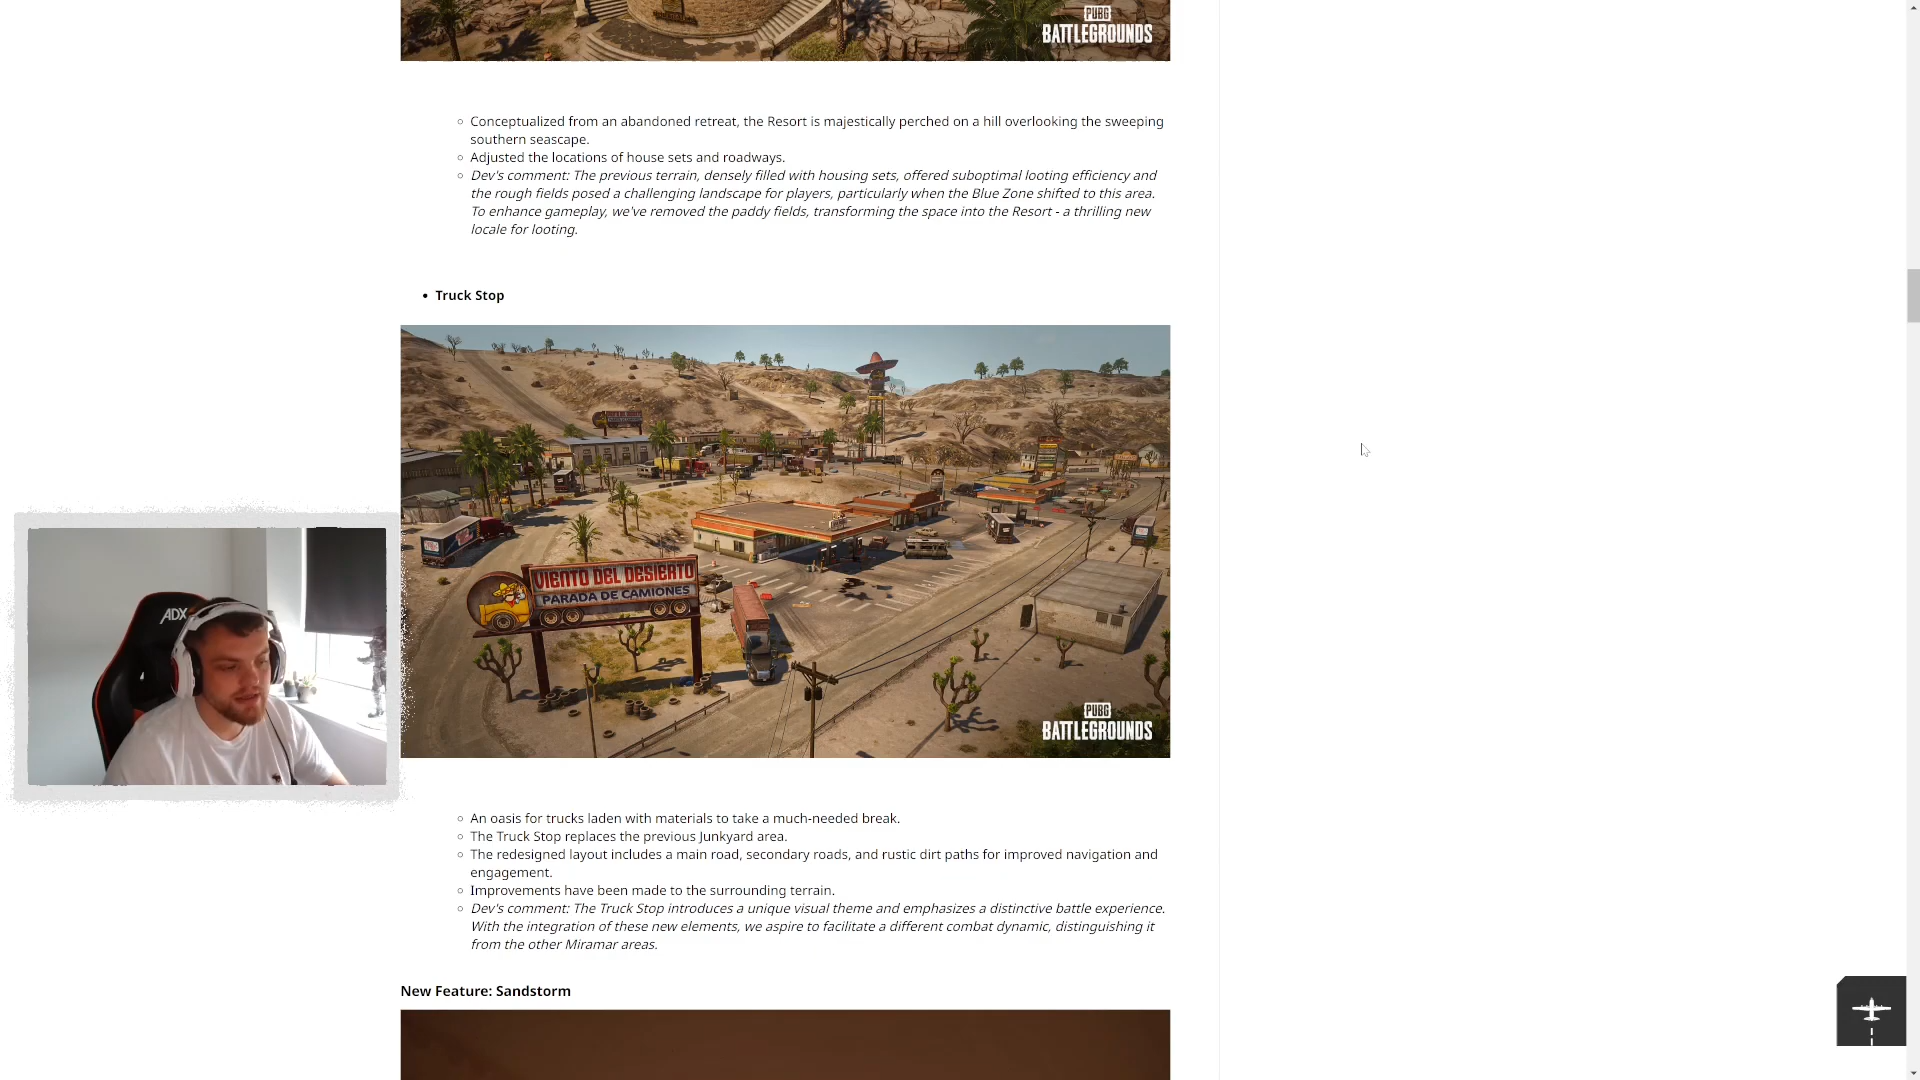 PUBG
BATTLEGROUNDS
Conceptualized from an abandoned retreat, the Resort is majestically perched on a hill overlooking the sweeping
southern seascape.
Adjusted the locations of house sets and roadways.
Dev's comment: The previous terrain, densely filled with housing sets, offered suboptimal looting efficiency and
the rough fields posed a challenging landscape for players, particularly when the Blue Zone shifted to this area.
To enhance gameplay, we've removed the paddy fields, transforming the space into the Resort - a thrilling new
locale for looting.
Truck Stop
VIENTO DEL DESIERTO
PARADA DE CAMIONES
ADX
PUBG
BATTLEGROUNDS
An oasis for trucks laden with materials to take a much-needed break.
The Truck Stop replaces the previous Junkyard area.
The redesigned layout includes a main road, secondary roads, and rustic dirt paths for improved navigation and
engagement.
Improvements have been made to the surrounding terrain.
Dev's comment: The Truck Stop introduces a unique visual theme and emphasizes a distinctive battle experience.
With the integration of these new elements, we aspire to facilitate a different combat dynamic, distinguishing it
from the other Miramar areas.
New Feature: Sandstorm